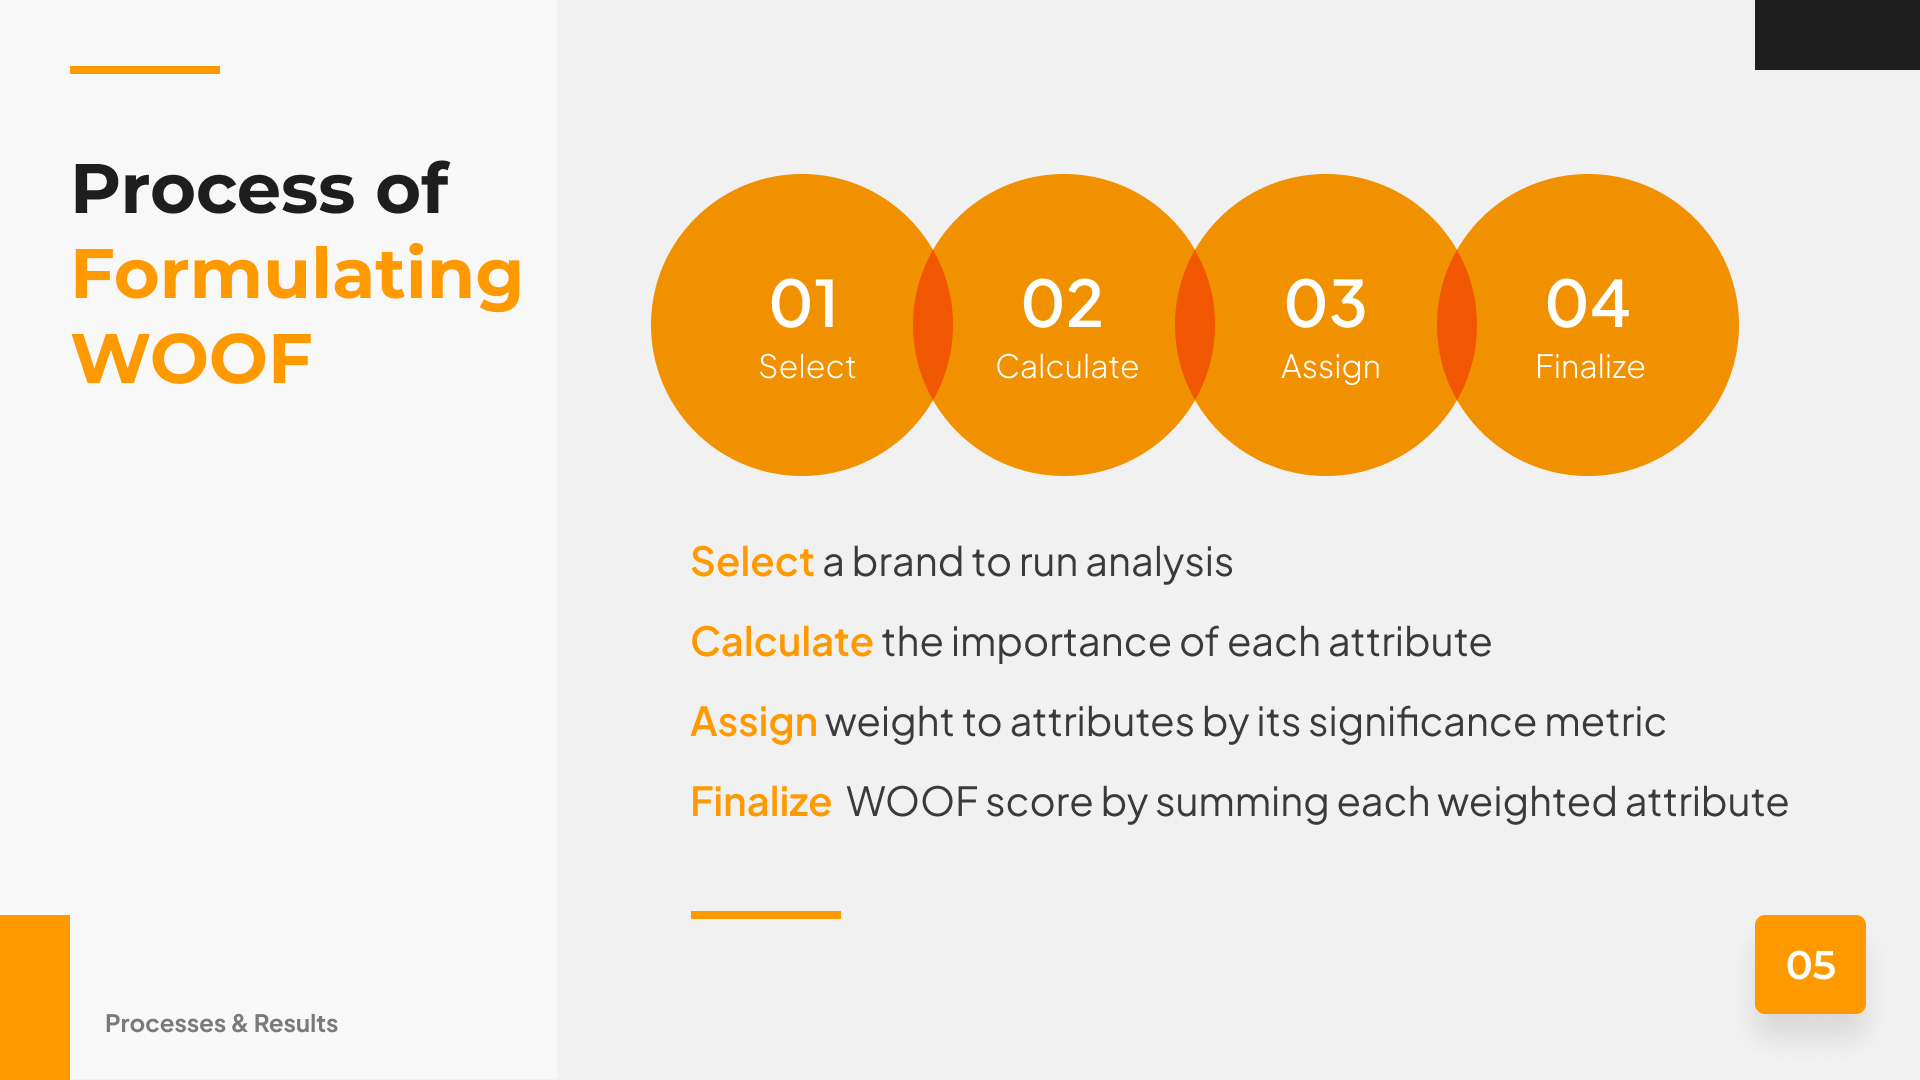 Process of
Formulating
WOOF
01
Select
02
Calculate
03
Assign
04
Finalize
Select a brand to run analysis
Calculate the importance of each attribute
Assign weight to attributes by its significance metric
Finalize WOOF score by summing each weighted attribute
Processes & Results
05